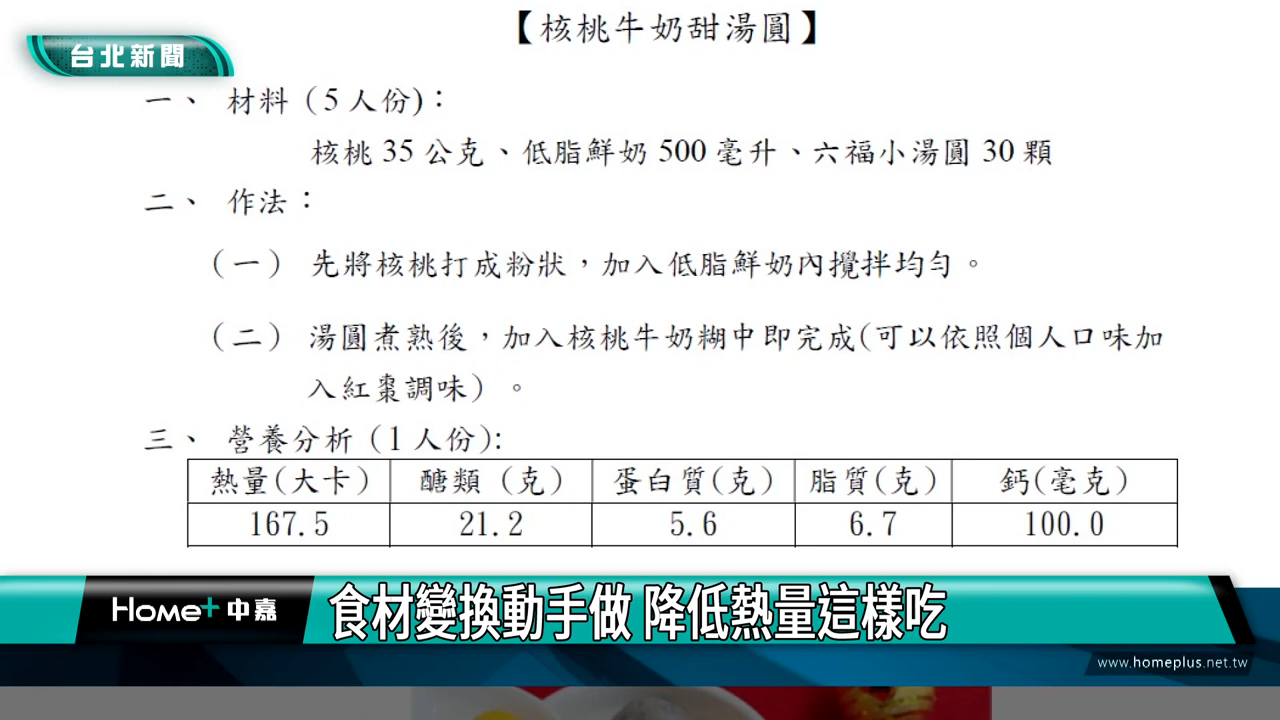 【核桃牛奶甜湯圓】
台北新聞
一、 材料（5 人份)：
核桃 35 公克、低脂鮮奶 500 毫升、六福小湯圓 30 顆
二、 作法：
（一） 先將核桃打成粉狀，加入低脂鮮奶內攪拌均勻。
（二） 湯圓煮熟後，加入核桃牛奶糊中即完成(可以依照個人口味加
入紅棗調味）。
三、 營養分析（1 人份):
熱量(大卡) 醣類 (克) 蛋白質(克) 脂質(克) 鈣(毫克)
167.5 21.2 5.6 6.7 100.0
Home+中嘉 食材變換動手做 降低熱量這樣吃
www.homeplus.net.tw